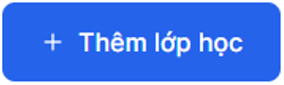 + Thêm lớp học